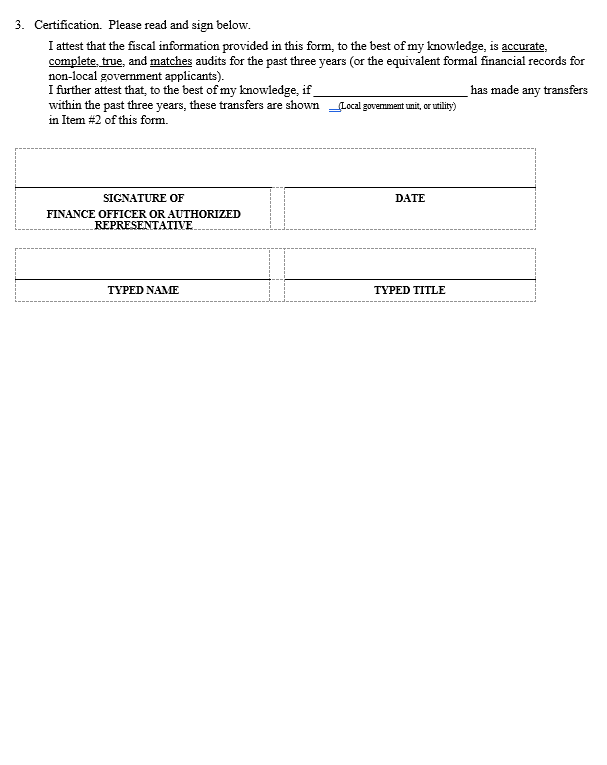 3. Certification. Please read and sign below.
I attest that the fiscal information provided in this form, to the best of my knowledge, is accurate,
complete, true, and matches audits for the past three years (or the equivalent formal financial records for
non-local government applicants).
I further attest that, to the best of my knowledge, if ________________________ has made any transfers
within the past three years, these transfers are shown (Local government unit, or utility)
in Item #2 of this form.
SIGNATURE OF
FINANCE OFFICER OR AUTHORIZED
REPRESENTATIVE
DATE
TYPED NAME
TYPED TITLE